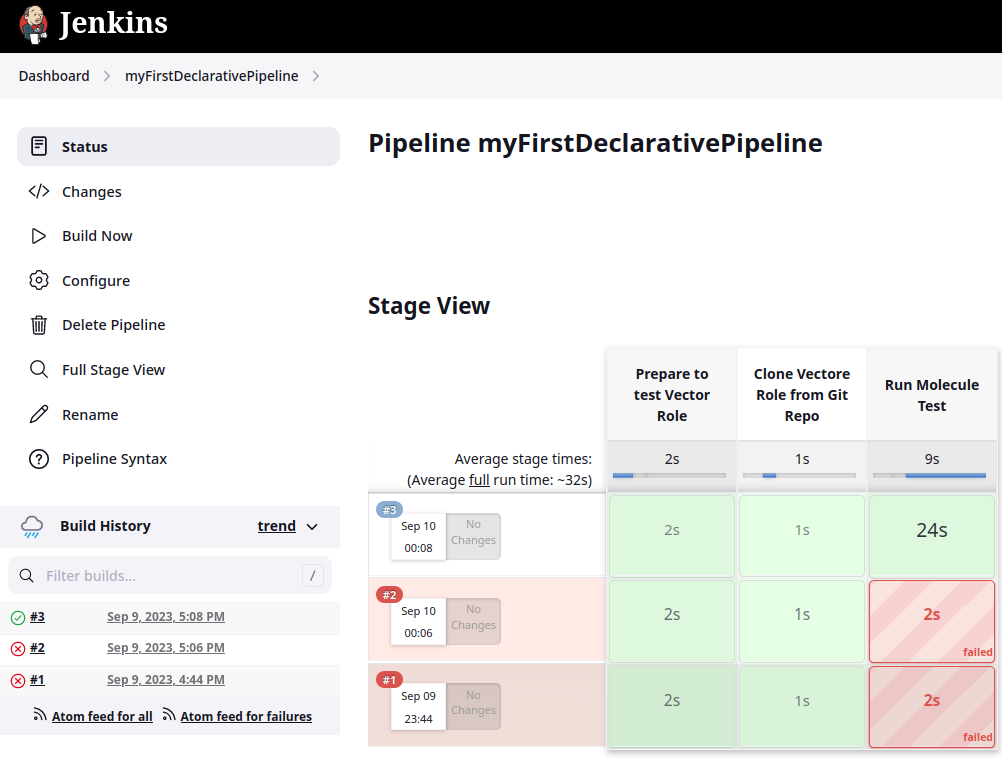 Jenkins
Dashboard
myFirstDeclarativePipeline
Status
Changes
Build Now
Configure
Delete Pipeline
Full Stage View
Rename
Pipeline Syntax
Build History
trend
Filter builds...
/
#3 Sep 9, 2023, 5:08 PM
#2 Sep 9, 2023, 5:06 PM
#1 Sep 9, 2023, 4:44 PM
Atom feed for all
Atom feed for failures
Pipeline myFirstDeclarativePipeline
Stage View
Prepare to
test Vector
Role
Clone Vectore
Role from Git
Repo
Run Molecule
Test
Average stage times:
(Average full run time: ~32s)
2s
1s
9s
#3
Sep 10
00:08
No
Changes
2s
1s
24s
#2
Sep 10
00:06
No
Changes
2s
1s
2s
failed
#1
Sep 09
23:44
No
Changes
2s
1s
2s
failed